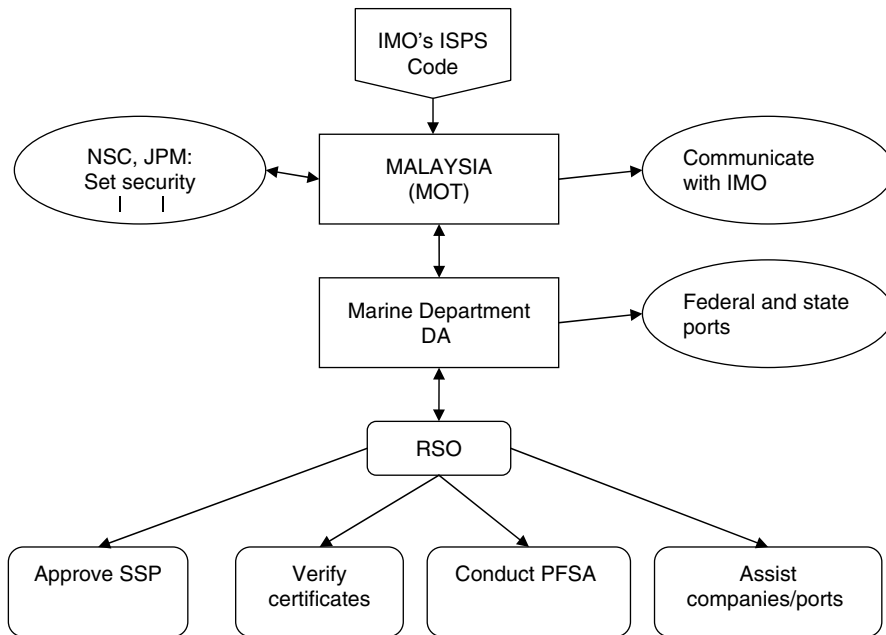 IMO’s ISPS
Code
NSC, JPM:
Set security
MALAYSIA
(MOT)
Communicate
with IMO
Marine Department
DA
Federal and state
ports
RSO
Approve SSP
Verify
certificates
Conduct PFSA
Assist
companies/ports